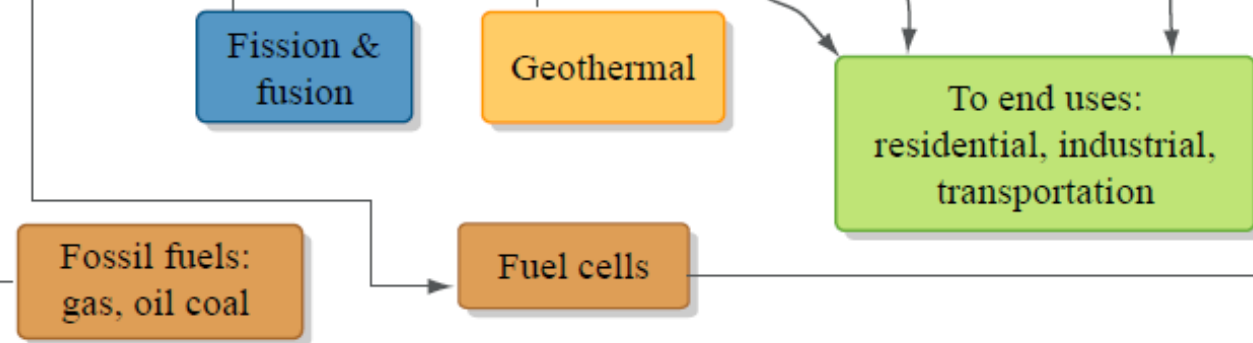 Fission &
fusion
Geothermal
To end uses:
residential, industrial,
transportation
Fossil fuels:
gas, oil coal
Fuel cells